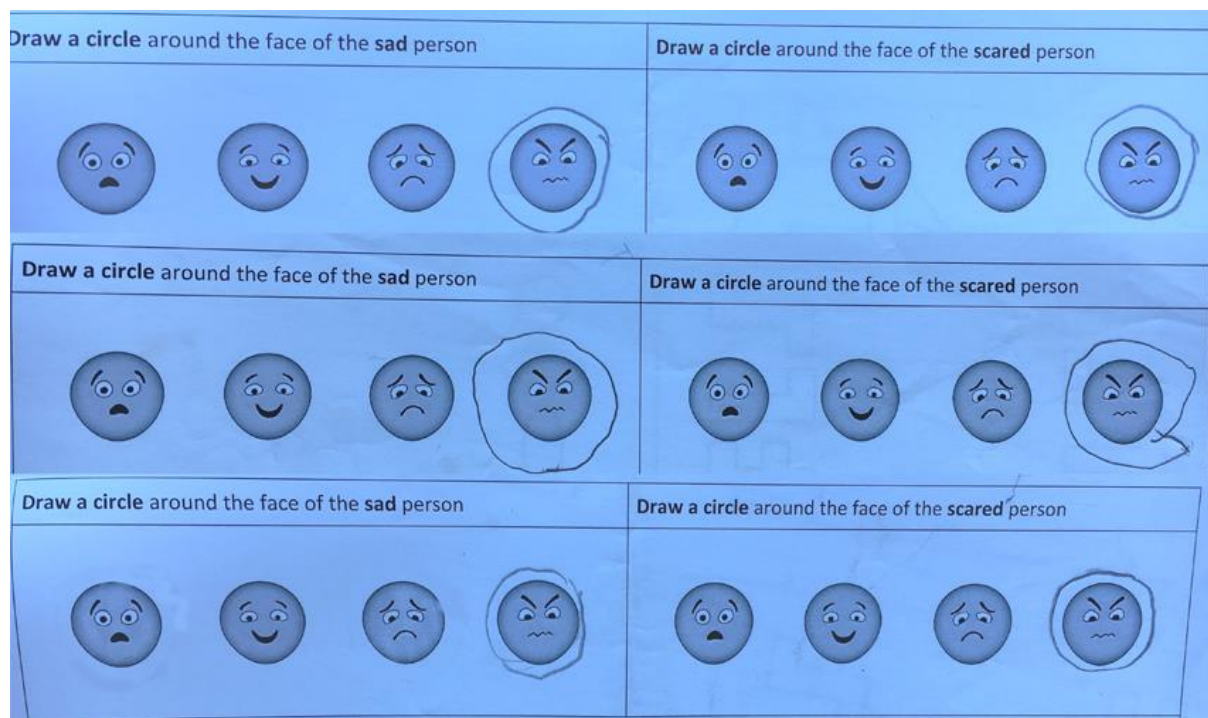 Draw a circle around the face of the sad person
Draw a circle around the face of the scared person
Draw a circle around the face of the sad person
Draw a circle around the face of the scared person
Draw a circle around the face of the sad person
Draw a circle around the face of the scared person